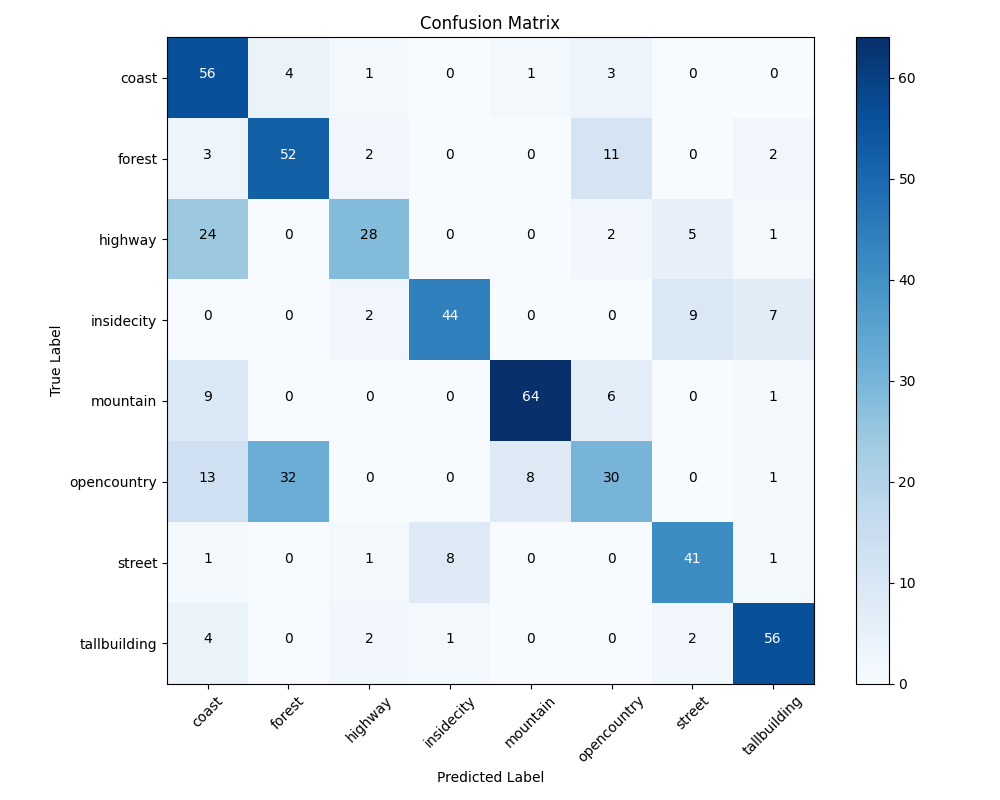 Confusion Matrix
True Label
coast 56 4 1 0 1 3 0 0
forest 3 52 2 0 0 11 0 2
highway 24 0 28 0 0 2 5 1
insidecity 0 0 2 44 0 0 9 7
mountain 9 0 0 0 64 6 0 1
opencountry 13 32 0 0 8 30 0 1
street 1 0 1 8 0 0 41 1
tallbuilding 4 0 2 1 0 0 2 56
coast forest highway insidecity mountain opencountry street tallbuilding
Predicted Label
60
50
40
30
20
10
0